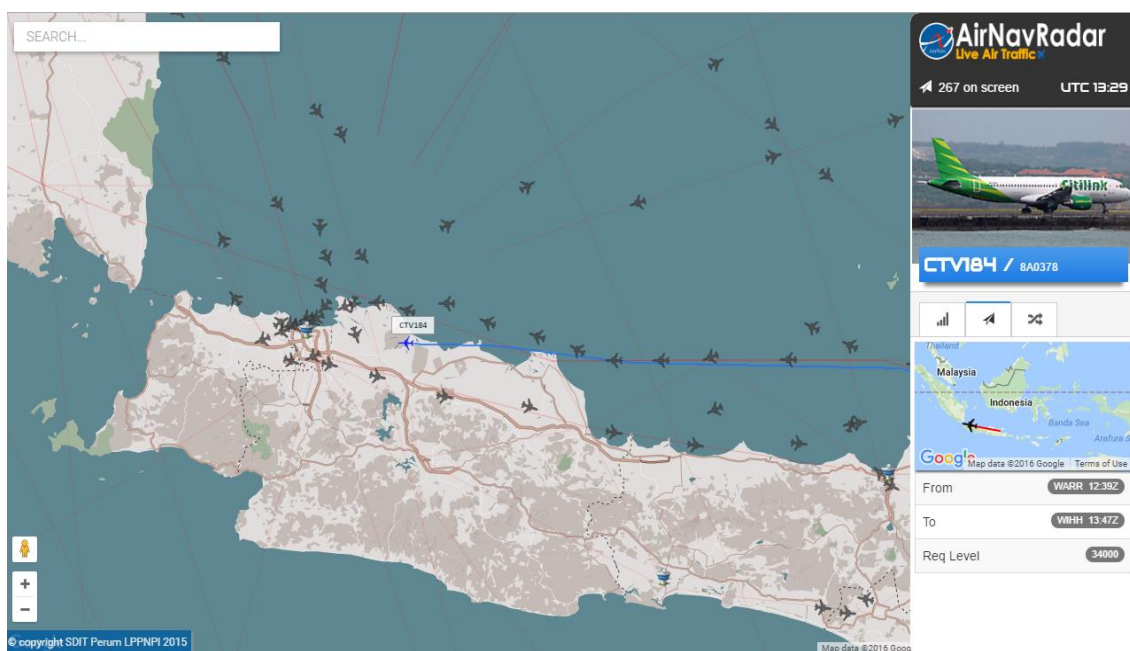 SEARCH...
CTV184
+
−
© copyright SDIT Perum LPPNPI 2015
Map data ©2016 Goog
AirNavRadar
Live Air Traffic
267 on screen
UTC 13:29
Citilink
CTV184 / 8A0378
Thailand
Malaysia
Indonesia
Banda Sea
Arafura S
Google
Map data ©2016 Google
Terms of Use
From
WARR 12:39Z
To
WIHH 13:47Z
Req Level
34000